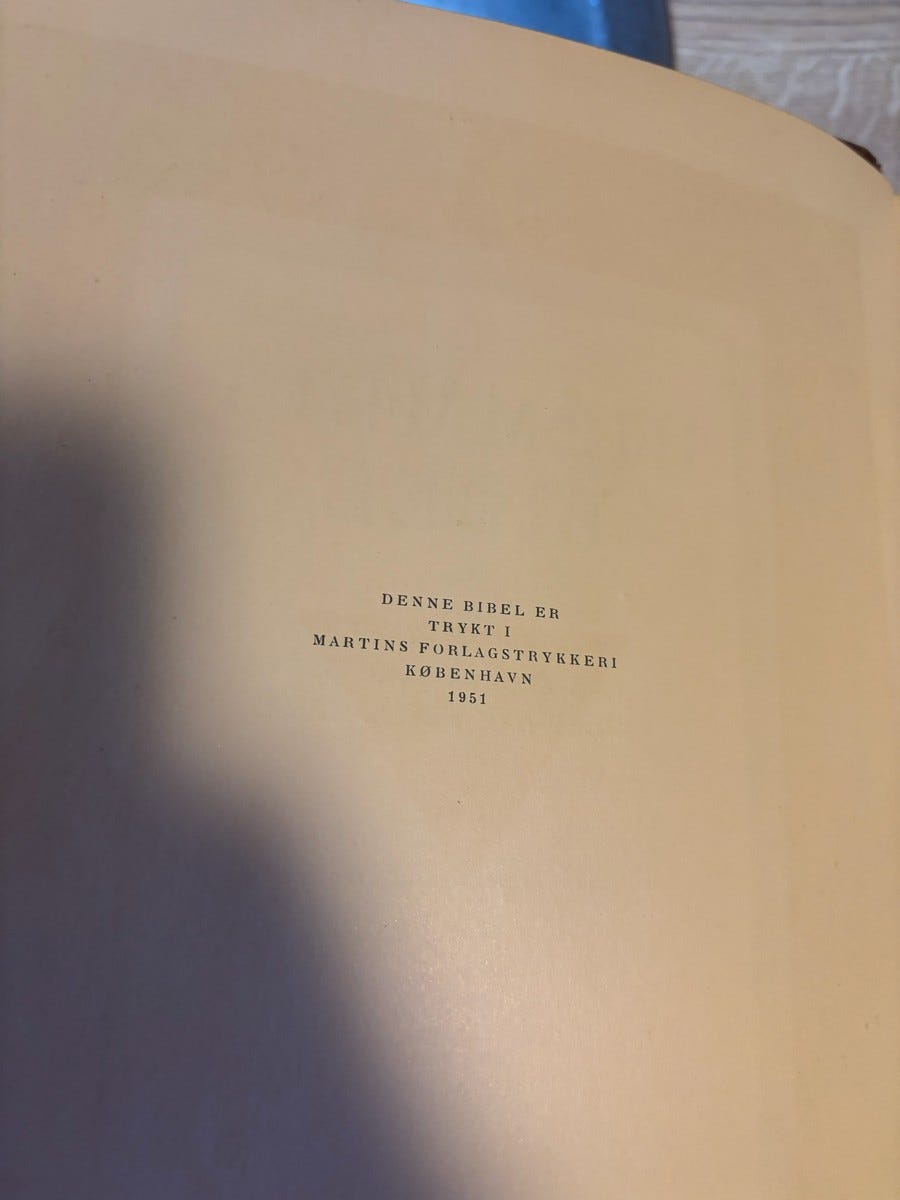 DENNE BIBEL ER
TRYKT I
MARTINS FORLAGSTRYKKERI
KØBENHAVN
1951